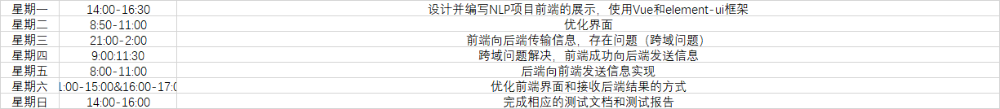 星期一 14:00-16:30 设计并编写NLP项目前端的展示，使用Vue和element-ui框架
星期二 8:50-11:00 优化界面
星期三 21:00-2:00 前端向后端传输信息，存在问题（跨域问题）
星期四 9:00:11:30 跨域问题解决，前端成功向后端发送信息
星期五 8:00-11:00 后端向前端发送信息实现
星期六 1:00-15:00&16:00-17:0 优化前端界面和接收后端结果的方式
星期日 14:00-16:00 完成相应的测试文档和测试报告